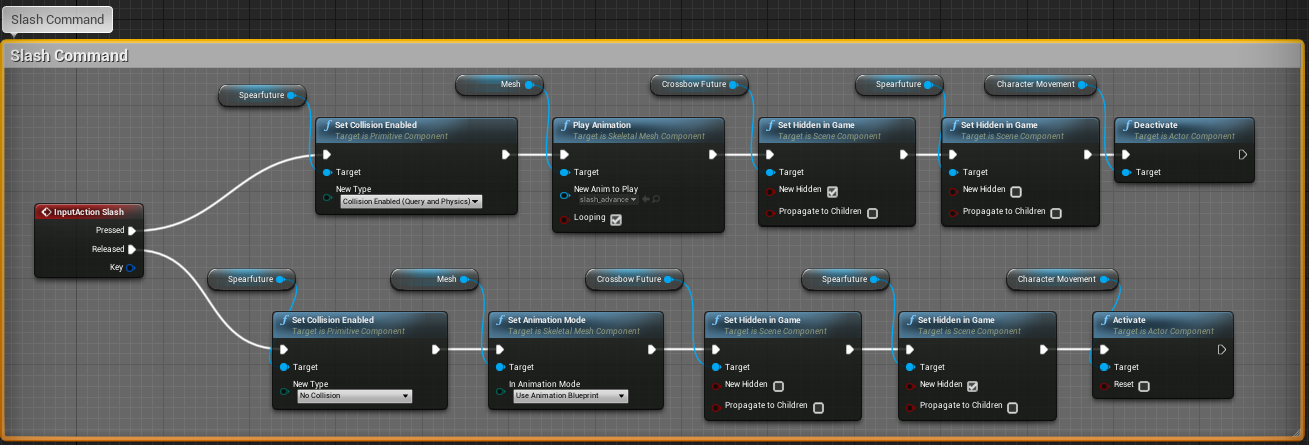 Slash Command
Slash Command
Spearfuture
Mesh
Crossbow Future
Spearfuture
Character Movement
Set Collision Enabled
Target is Primitive Component
Target
New Type
Collision Enabled (Query and Physics)
Play Animation
Target is Skeletal Mesh Component
Target
New Anim to Play
slash_advance
Looping
Set Hidden in Game
Target is Scene Component
Target
New Hidden
Propagate to Children
Set Hidden in Game
Target is Scene Component
Target
New Hidden
Propagate to Children
Deactivate
Target is Actor Component
Target
InputAction Slash
Pressed
Released
Key
Spearfuture
Mesh
Crossbow Future
Spearfuture
Character Movement
Set Collision Enabled
Target is Primitive Component
Target
New Type
No Collision
Set Animation Mode
Target is Skeletal Mesh Component
Target
In Animation Mode
Use Animation Blueprint
Set Hidden in Game
Target is Scene Component
Target
New Hidden
Propagate to Children
Set Hidden in Game
Target is Scene Component
Target
New Hidden
Propagate to Children
Activate
Target is Actor Component
Target
Reset